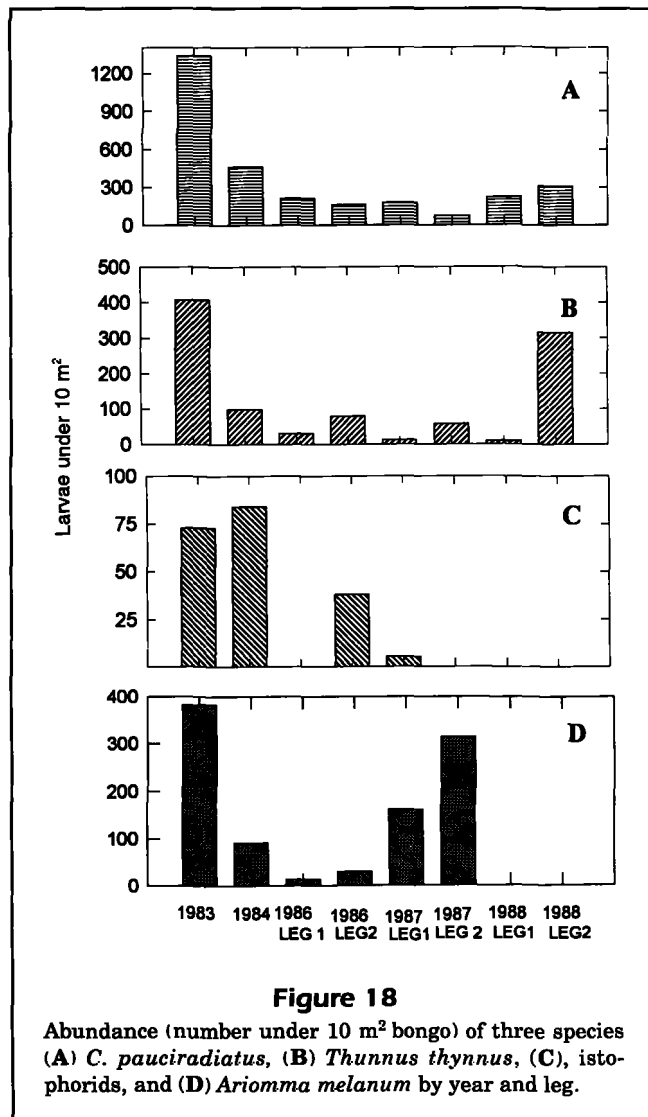 1200
900
600
300
0
A
500
400
300
200
100
0
B
Larvae under 10 m²
100
75
50
25
C
400
300
200
100
0
D
1983 1984 1986 LEG 1 1986 LEG2 1987 LEG1 1987 LEG 2 1988 LEG1 1988 LEG2
Figure 18
Abundance (number under 10 m² bongo) of three species
(A) C. pauciradiatus, (B) Thunnus thynnus, (C), isto-
phorids, and (D) Ariomma melanum by year and leg.